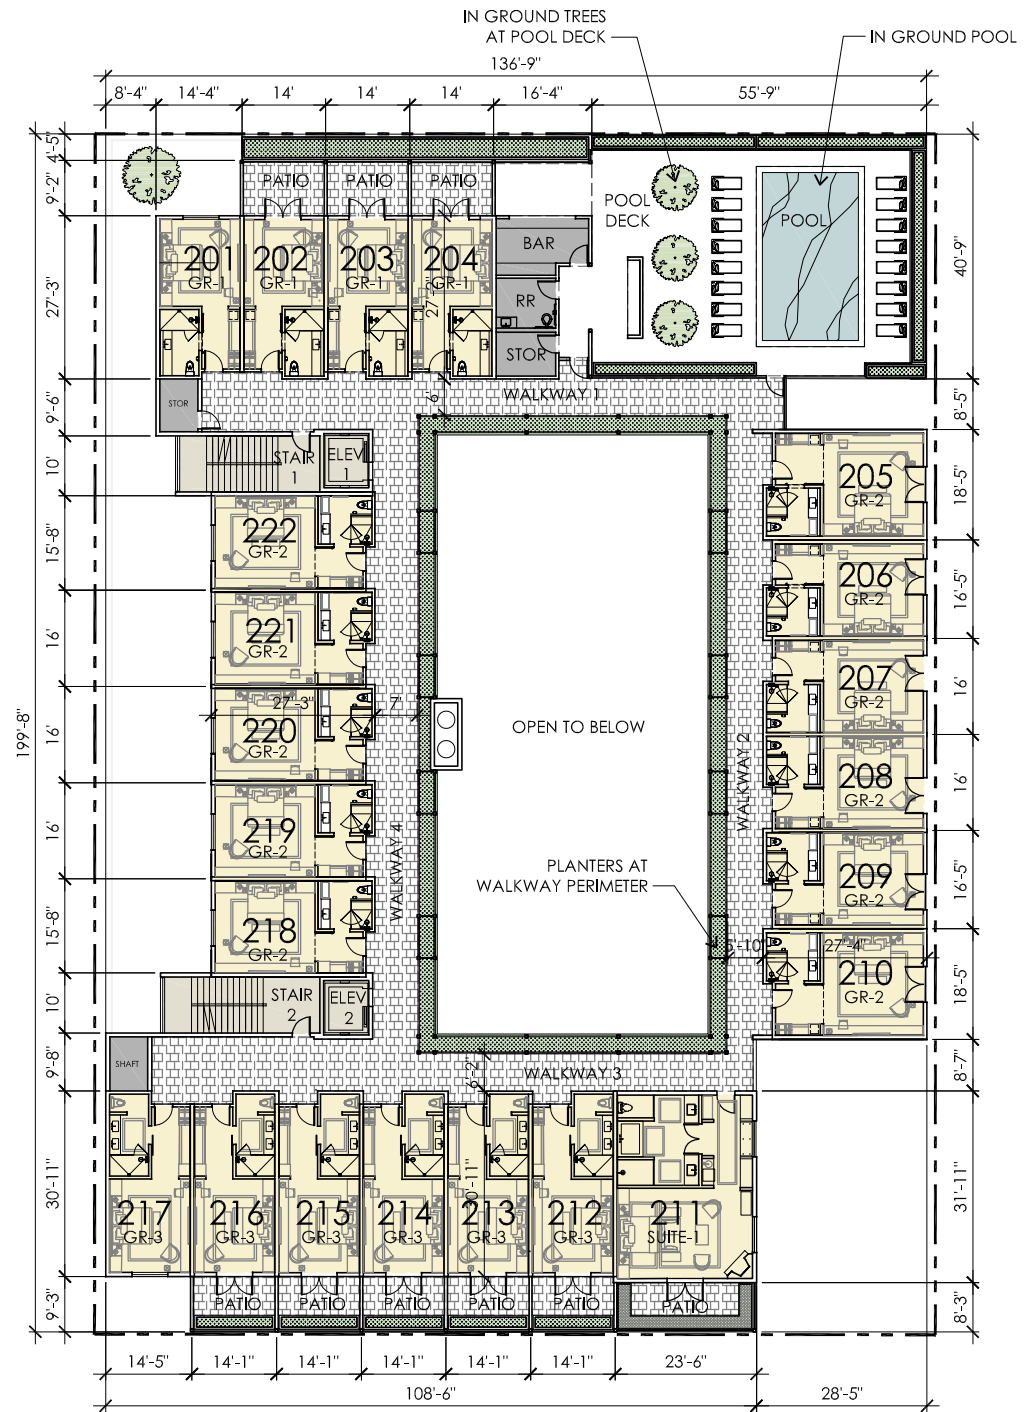 IN GROUND TREES
AT POOL DECK
IN GROUND POOL
136'-9"
8'-4"
14'-4"
14'
14'
14'
16'-4"
55'-9"
4'-5"
9'-2"
27'-3"
9'-6"
10'
15'-8"
16'
16'
16'
15'-8"
10'
9'-8"
30'-11"
9'-3"
199'-8"
PATIO
PATIO
PATIO
POOL
DECK
POOL
BAR
RR
STOR
201
GR-1
202
GR-1
203
GR-1
204
GR-1
40'-9"
STOR
6'
WALKWAY 1
8'-5"
STAIR
1
ELEV
1
205
GR-2
18'-5"
222
GR-2
206
GR-2
16'-5"
221
GR-2
207
GR-2
16'
27'-3"
7'
220
GR-2
OPEN TO BELOW
WALKWAY 2
208
GR-2
16'
219
GR-2
WALKWAY 4
PLANTERS AT
WALKWAY PERIMETER
209
GR-2
16'-5"
218
GR-2
5'-10"
27'-4"
210
GR-2
18'-5"
STAIR
2
ELEV
2
SHAFT
6'-2"
WALKWAY 3
8'-7"
217
GR-3
216
GR-3
215
GR-3
214
GR-3
213
GR-3
212
GR-3
211
SUITE-1
31'-11"
PATIO
PATIO
PATIO
PATIO
PATIO
PATIO
8'-3"
14'-5"
14'-1"
14'-1"
14'-1"
14'-1"
14'-1"
23'-6"
108'-6"
28'-5"